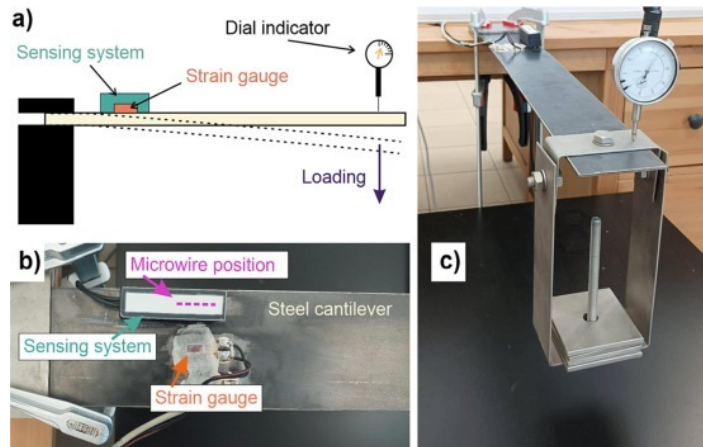 a)
Dial indicator
Sensing system
Strain gauge
Loading
b)
Microwire position
Steel cantilever
Sensing system
Strain gauge
c)